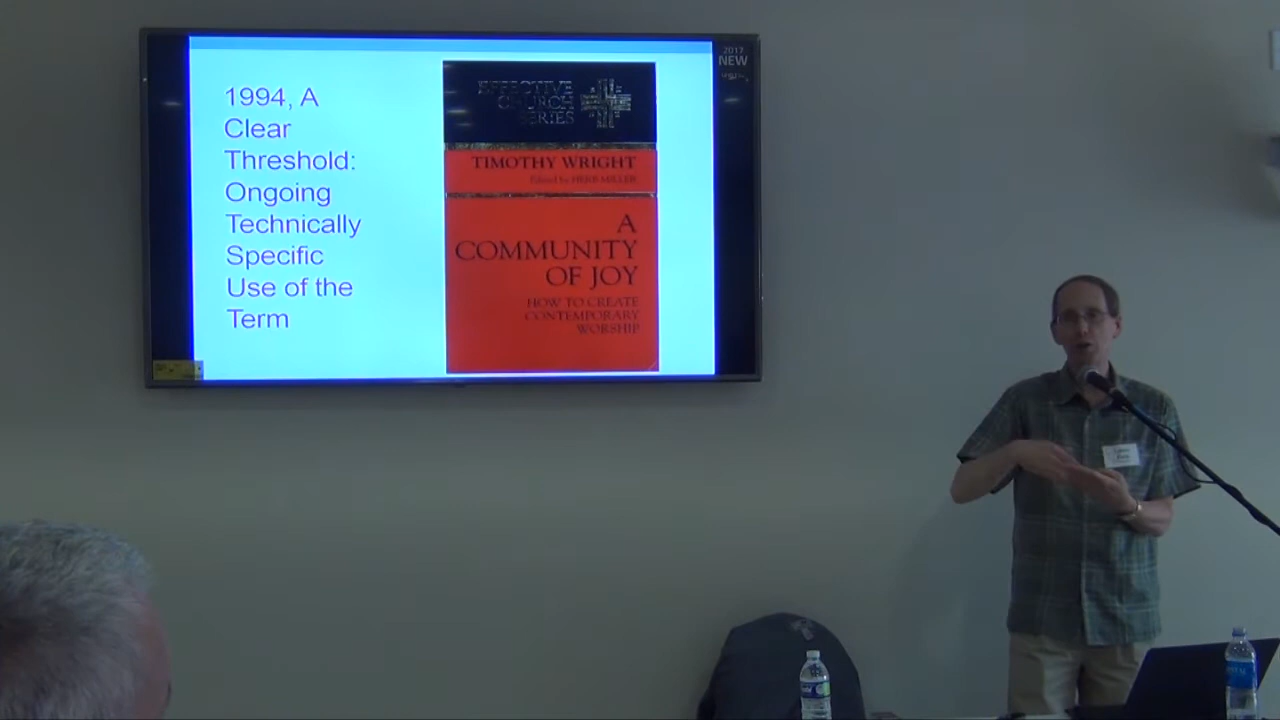 1994, A
Clear
Threshold:
Ongoing
Technically
Specific
Use of the
Term
EFFECTIVE
CHURCH
SERIES
TIMOTHY WRIGHT
Edited by HERB MILLER
A
COMMUNITY
OF JOY
HOW TO CREATE
CONTEMPORARY
WORSHIP
2017
NEW